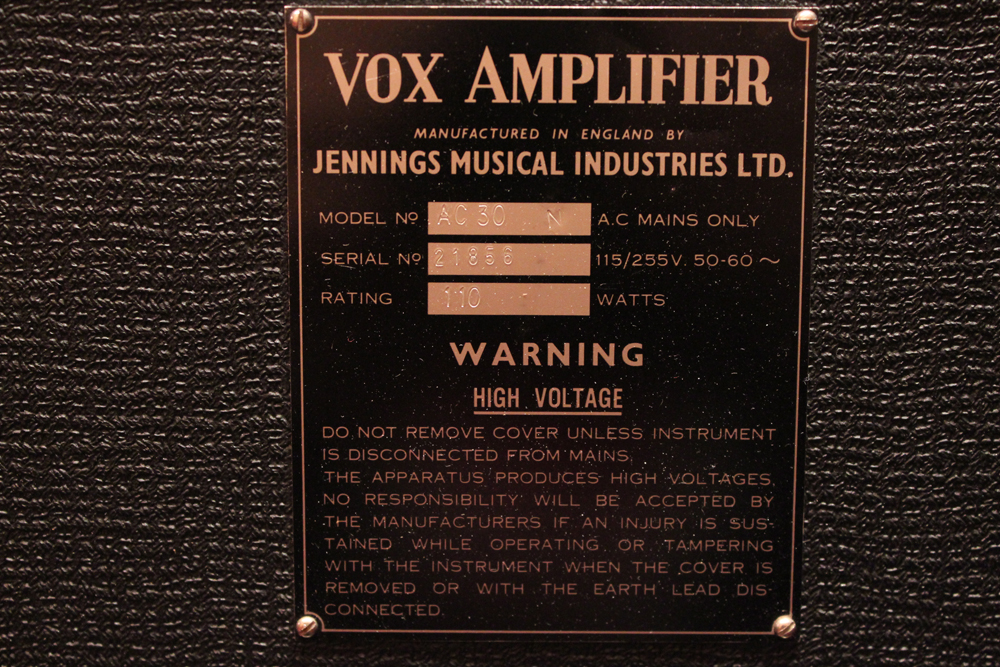 VOX AMPLIFIER
MANUFACTURED IN ENGLAND BY
JENNINGS MUSICAL INDUSTRIES LTD.
MODEL Nº AC30 N A.C MAINS ONLY
SERIAL Nº 21856 115/255V. 50-60 ~
RATING 110 WATTS
WARNING
HIGH VOLTAGE
DO NOT REMOVE COVER UNLESS INSTRUMENT
IS DISCONNECTED FROM MAINS.
THE APPARATUS PRODUCES HIGH VOLTAGES,
NO RESPONSIBILITY WILL BE ACCEPTED BY
THE MANUFACTURERS IF AN INJURY IS SUS-
TAINED WHILE OPERATING OR TAMPERING
WITH THE INSTRUMENT WHEN THE COVER IS
REMOVED OR WITH THE EARTH LEAD DIS-
CONNECTED.